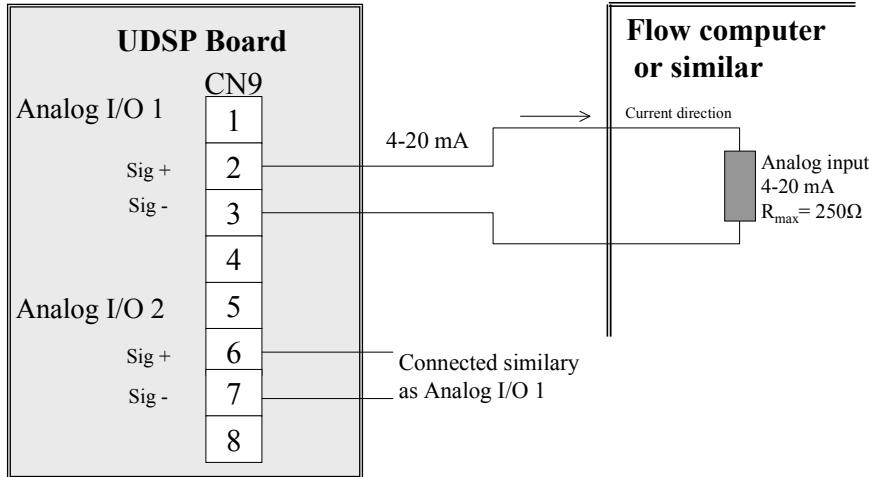 UDSP Board
CN9
Analog I/O 1
1
Sig + 2
Sig - 3
4
Analog I/O 2 5
Sig + 6
Sig - 7
8
4-20 mA
Connected similary
as Analog I/O 1
Flow computer
or similar
Current direction
Analog input
4-20 mA
Rmax= 250Ω